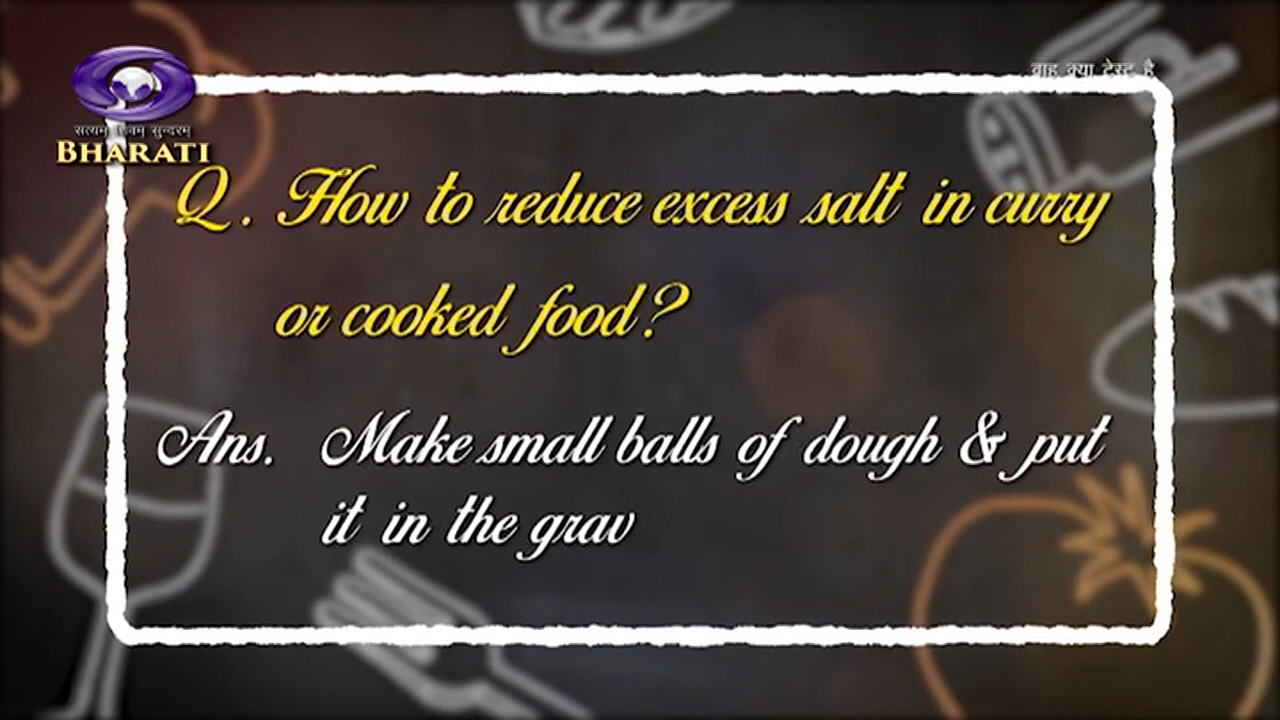 वाह क्या टेस्ट है
सत्यम् शिवम् सुन्दरम्
BHARATI
Q. How to reduce excess salt in curry
or cooked food?
Ans. Make small balls of dough & put
it in the grav